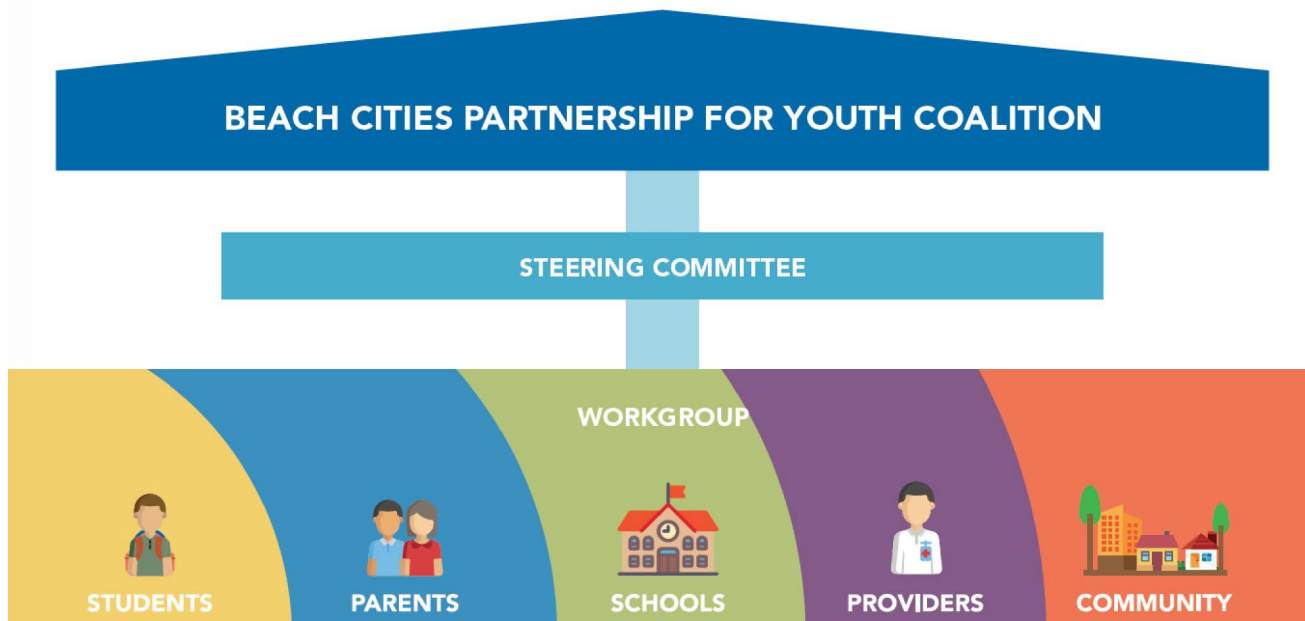 BEACH CITIES PARTNERSHIP FOR YOUTH COALITION
STEERING COMMITTEE
WORKGROUP
STUDENTS
PARENTS
SCHOOLS
PROVIDERS
COMMUNITY